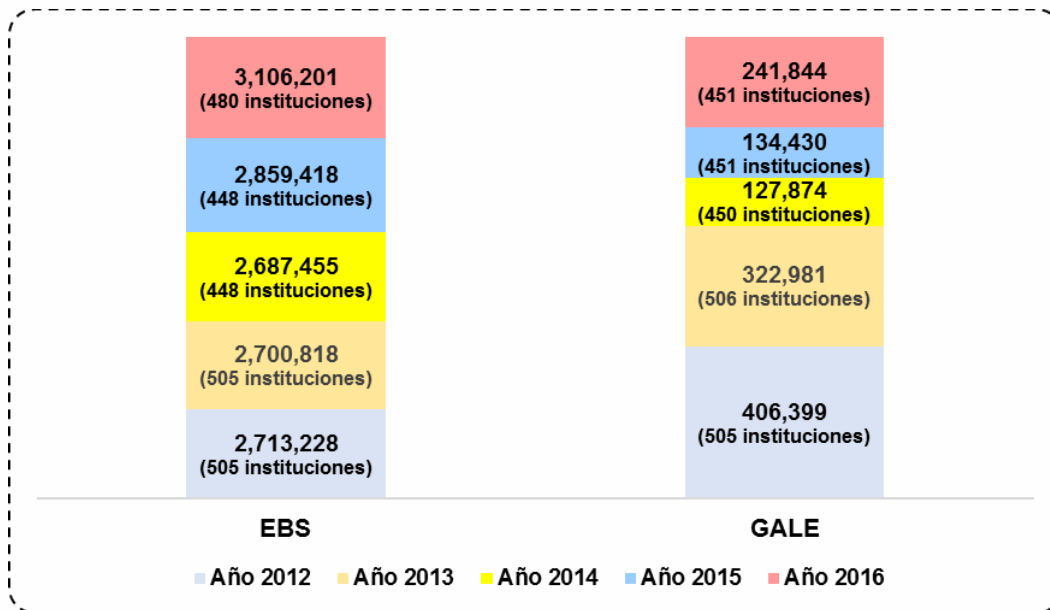 3,106,201
(480 instituciones)
2,859,418
(448 instituciones)
2,687,455
(448 instituciones)
2,700,818
(505 instituciones)
2,713,228
(505 instituciones)
EBS
241,844
(451 instituciones)
134,430
(451 instituciones)
127,874
(450 instituciones)
322,981
(506 instituciones)
406,399
(505 instituciones)
GALE
Año 2012 Año 2013 Año 2014 Año 2015 Año 2016